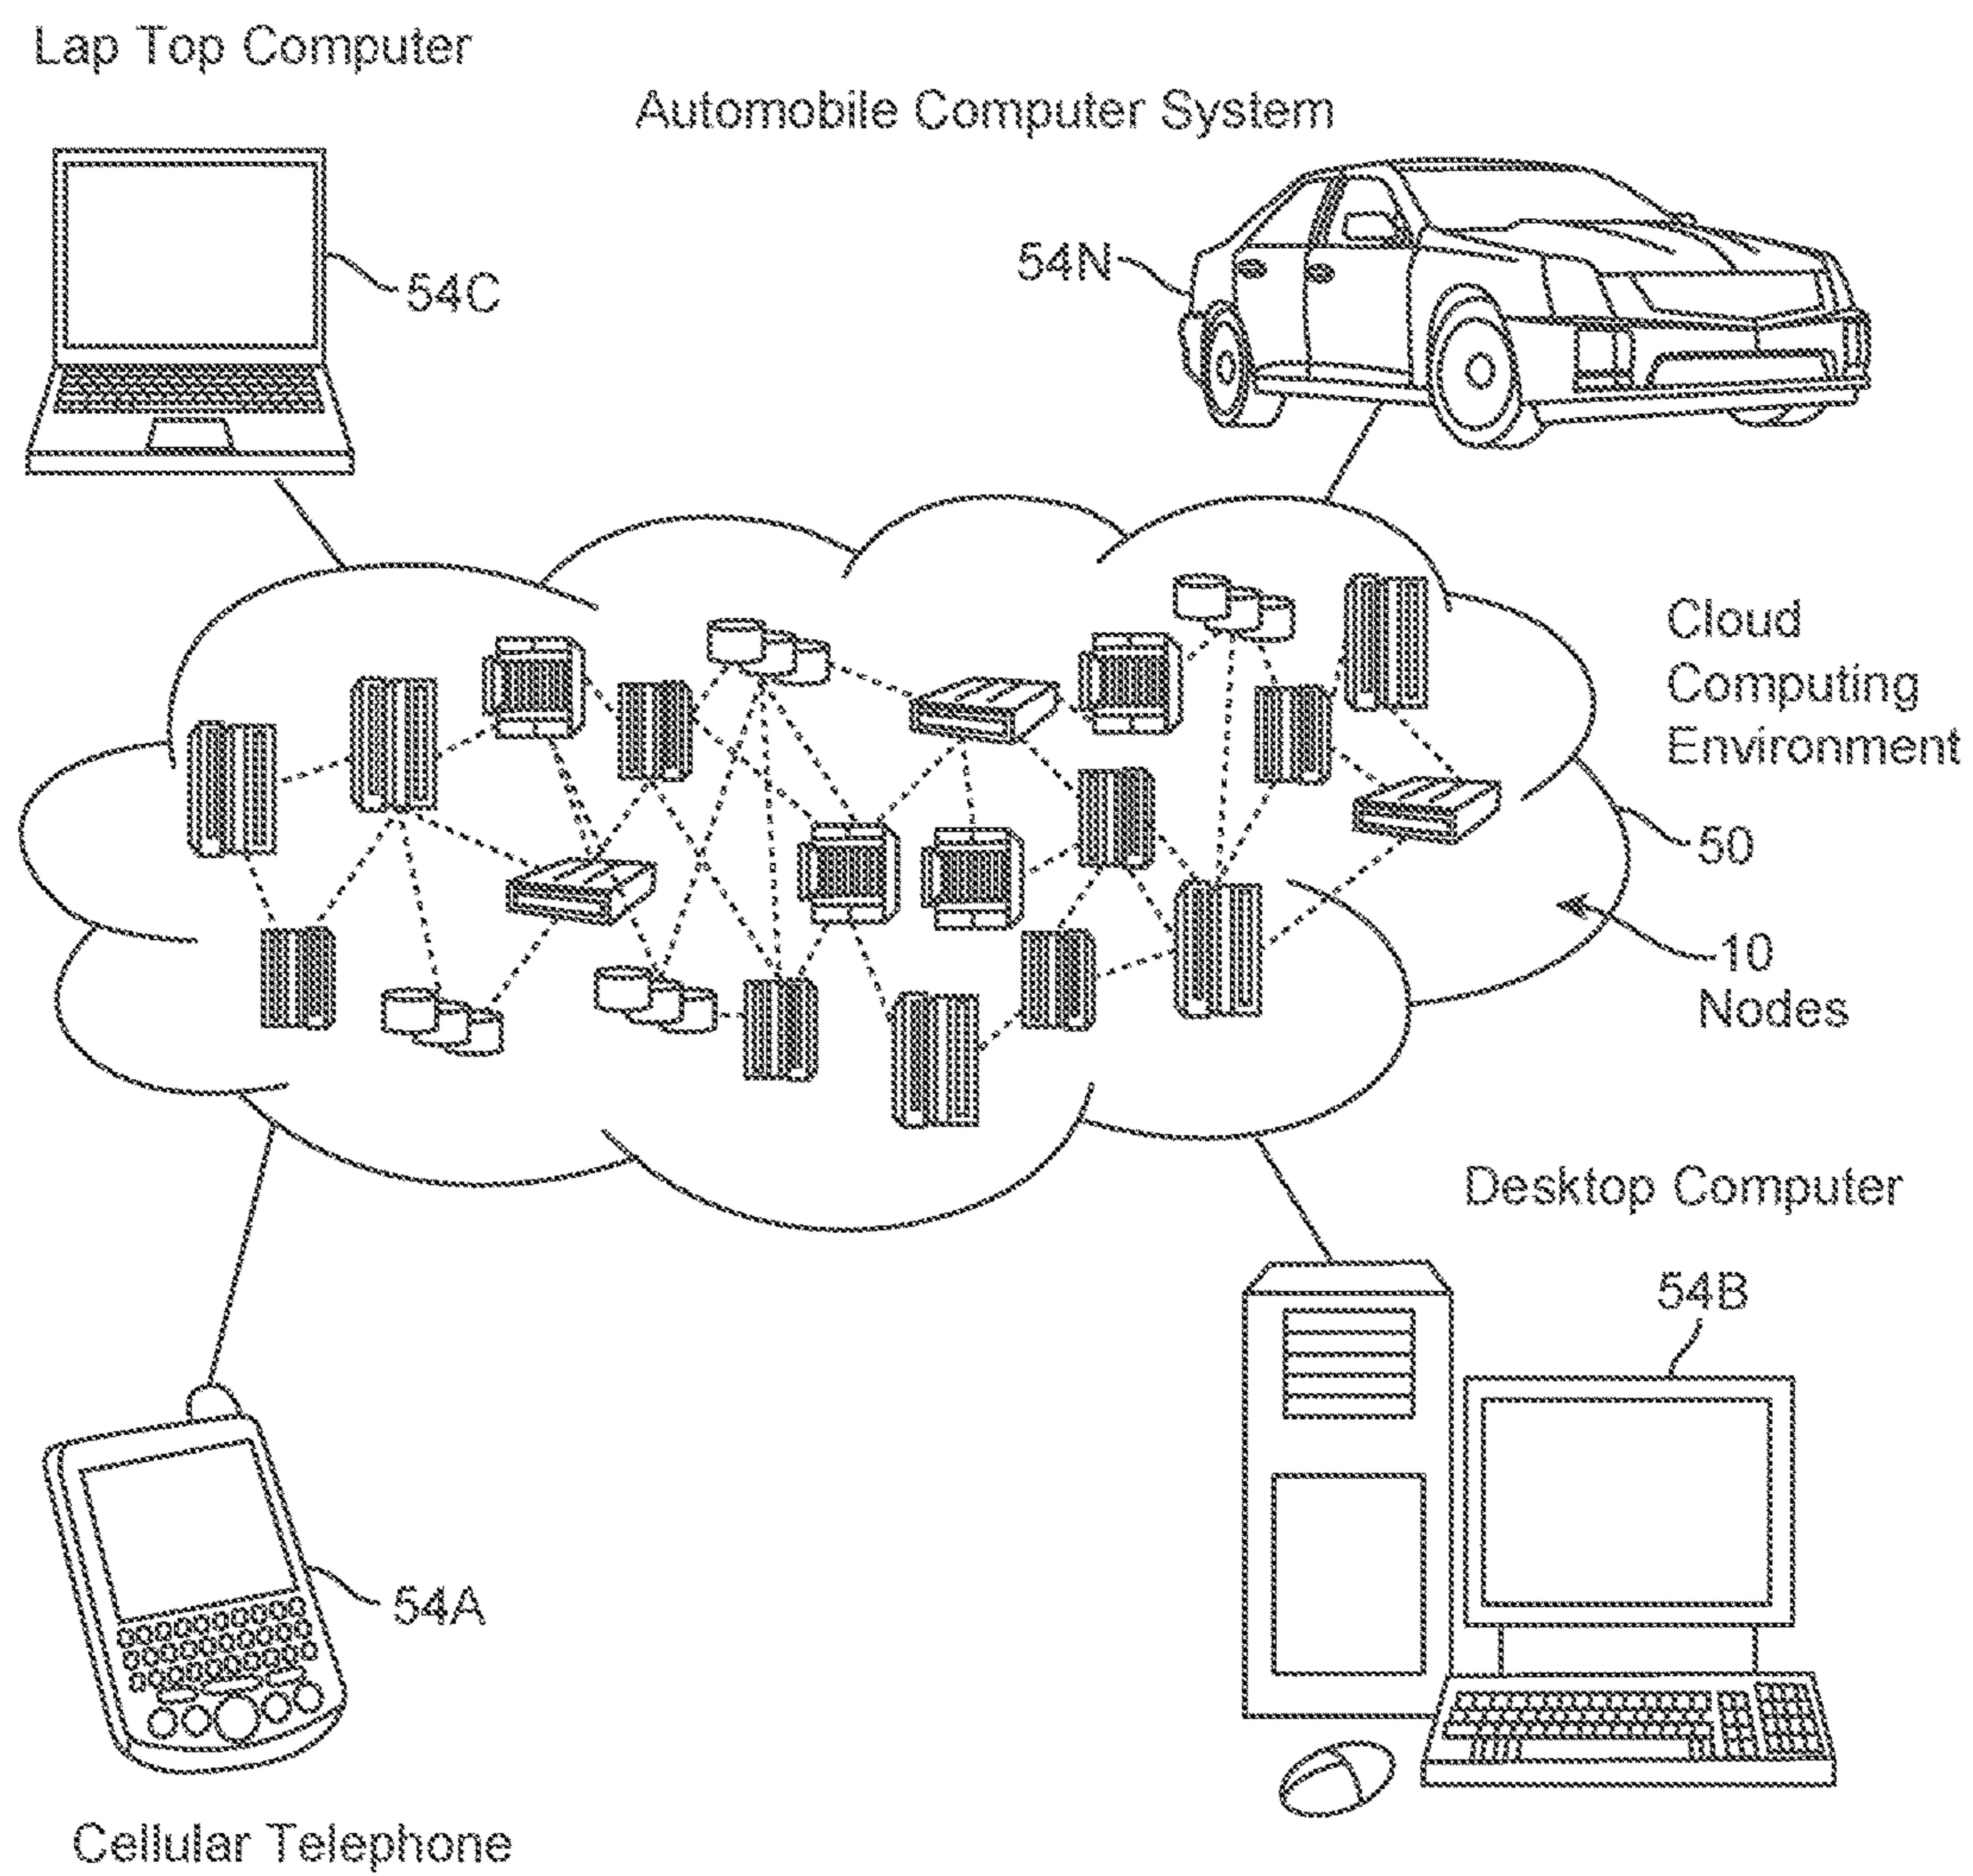 Lap Top Computer
Automobile Computer System
54C
54N
Cloud
Computing
Environment
50
10
Nodes
Desktop Computer
54B
54A
Cellular Telephone